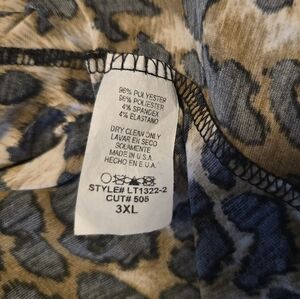 96% POLYESTER
96% POLIESTER
4% SPANDEX
4% ELASTANO
DRY CLEAN ONLY
LAVAR EN SECO
SOLAMENTE
MADE IN U.S.A.
HECHO EN E.U.A.
STYLE# LT1322-2
CUT# 505
3XL